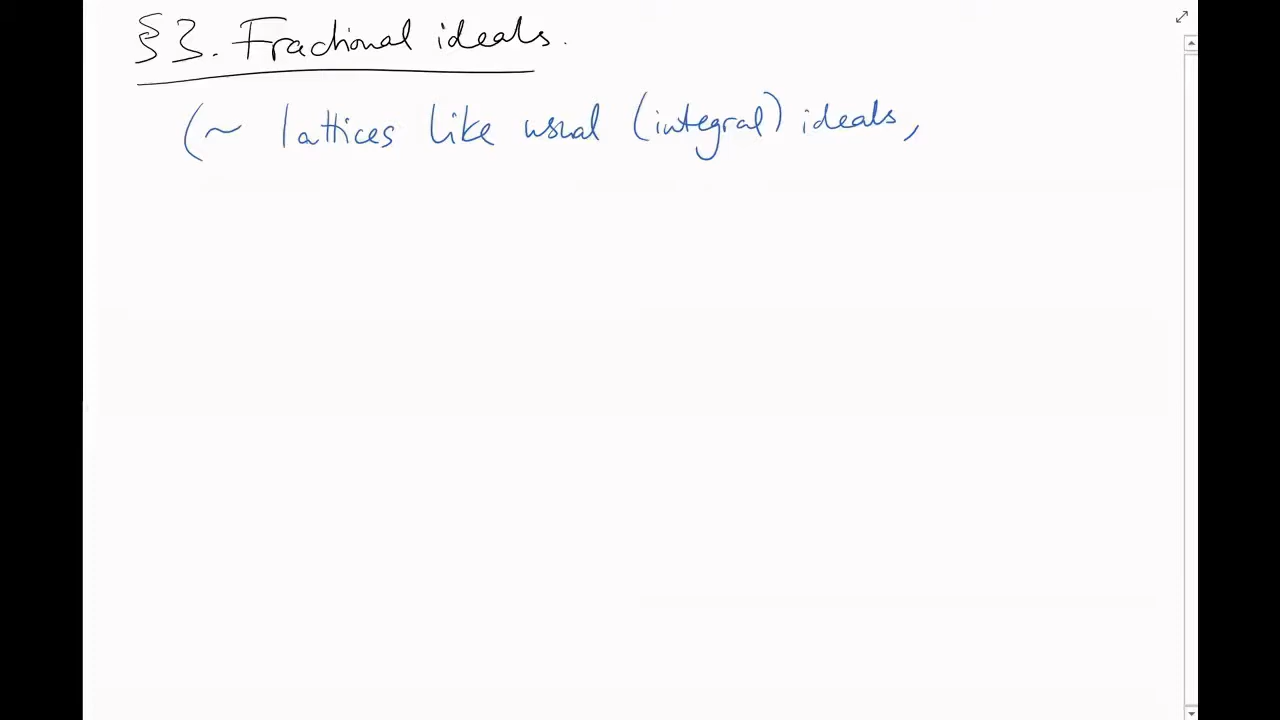 §3. Fractional ideals.
(~ lattices like usual (integral) ideals,